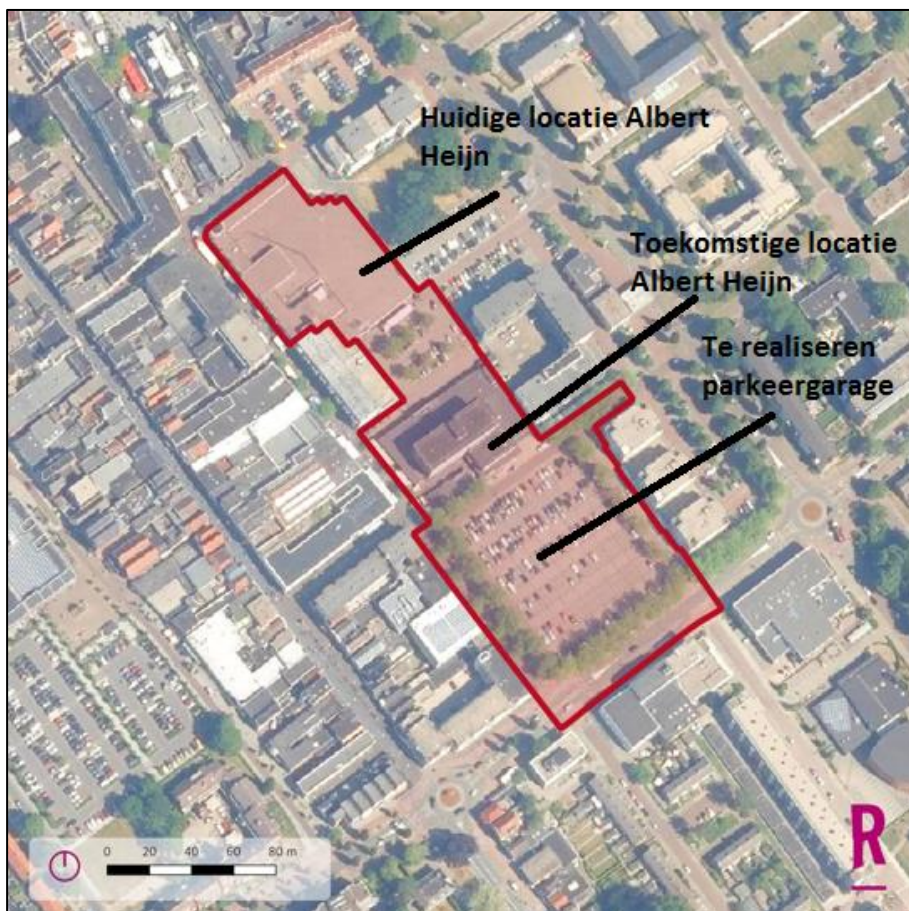 Huidige locatie Albert
Heijn
Toekomstige locatie
Albert Heijn
Te realiseren
parkeergarage
0 20 40 60 80 m
R